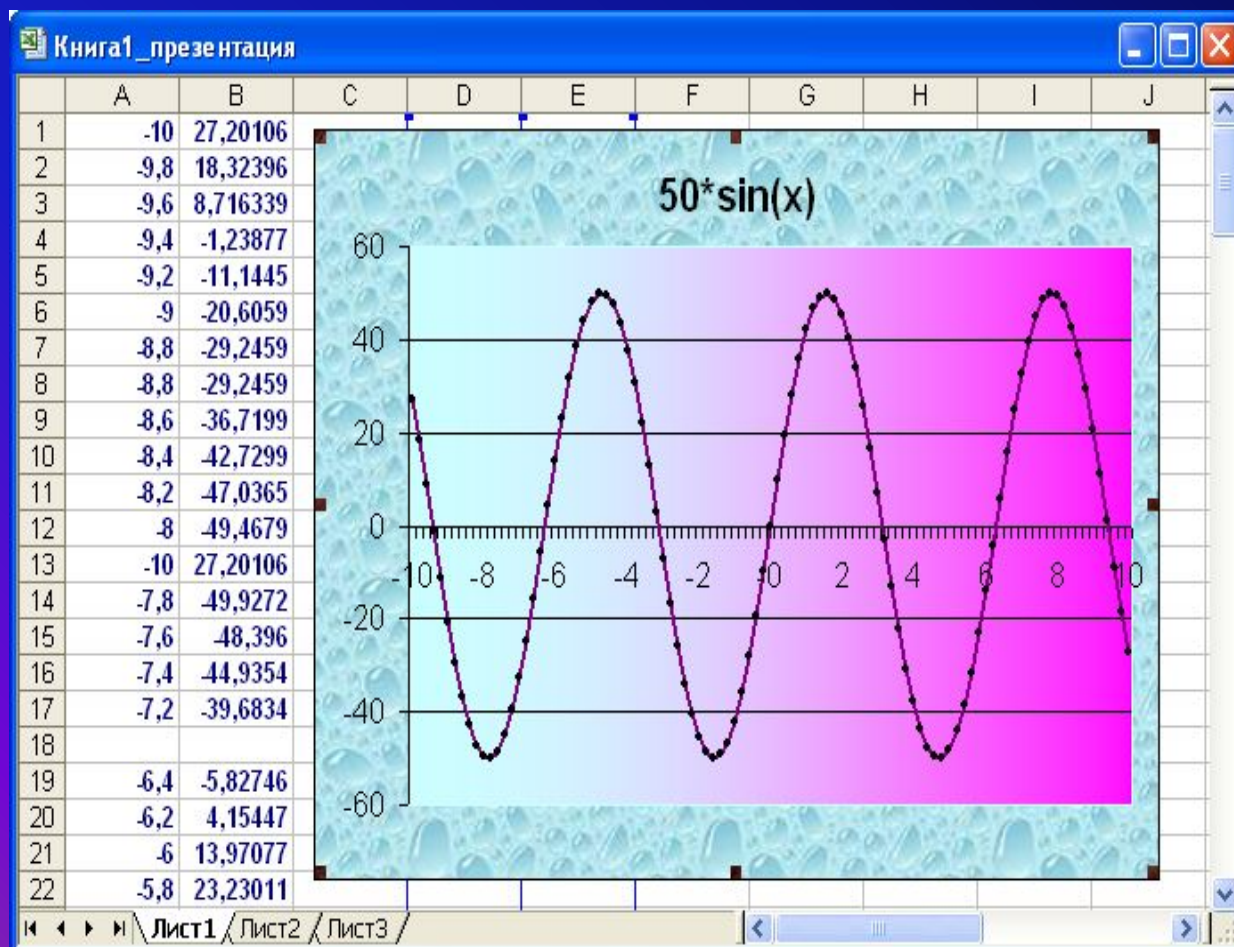 Книга1_презентация
A B C D E F G H I J
1 -10 27,20106
2 -9,8 18,32396
3 -9,6 8,716339
4 -9,4 -1,23877
5 -9,2 -11,1445
6 -9 -20,6059
7 -8,8 -29,2459
8 -8,8 -29,2459
9 -8,6 -36,7199
10 -8,4 -42,7299
11 -8,2 -47,0365
12 -8 -49,4679
13 -10 27,20106
14 -7,8 -49,9272
15 -7,6 -48,396
16 -7,4 -44,9354
17 -7,2 -39,6834
18
19 -6,4 -5,82746
20 -6,2 4,15447
21 -6 13,97077
22 -5,8 23,23011
50*sin(x)
60
40
20
0
-10 -8 -6 -4 -2 0 2 4 6 8 10
-20
-40
-60
Лист1 Лист2 Лист3